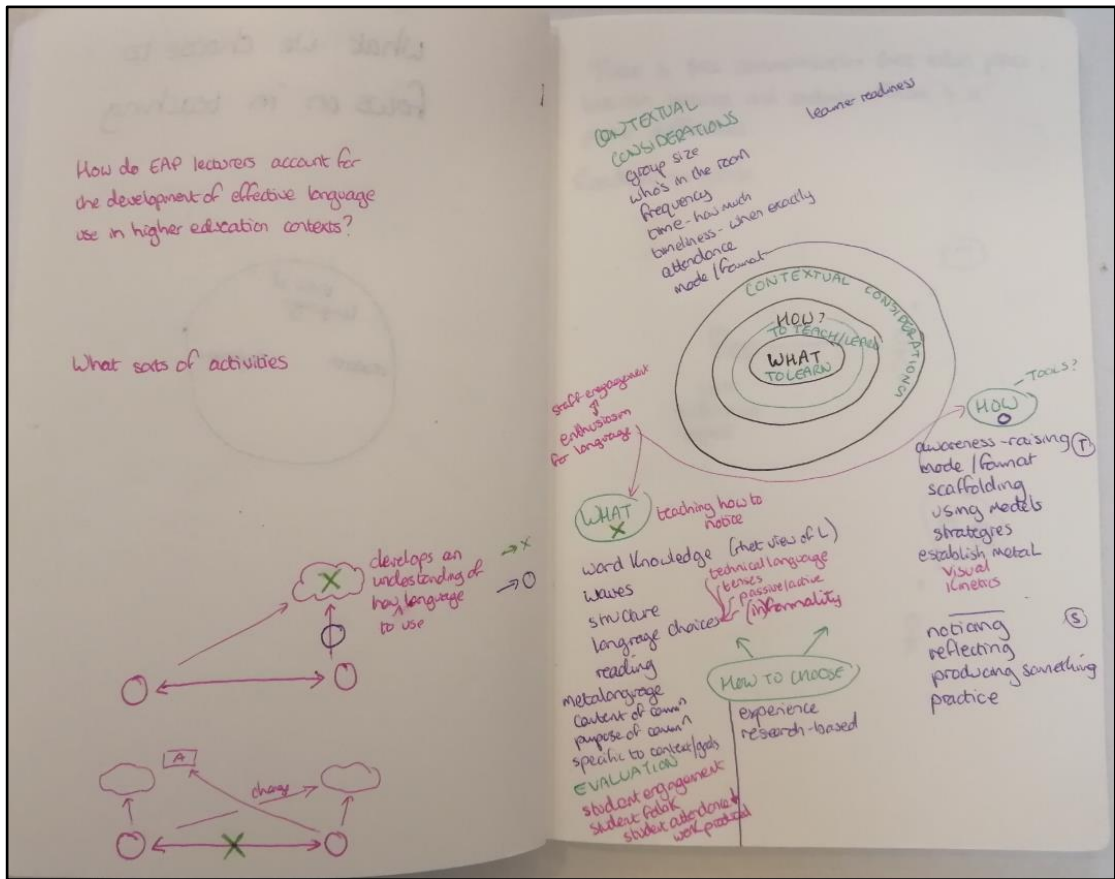 How do EAP lecturers account for
the development of effective language
use in higher education contexts?
What sorts of activities
develops an
understanding of
how language
to use
→ X
→ O
A
change
CONTEXTUAL
CONSIDERATIONS
group size
who's in the room
frequency
time - how much
timeliness - when exactly
attendance
mode / format
learner readiness
CONTEXTUAL CONSIDERATIONS
HOW?
TO TEACH/LEARN
WHAT
TO LEARN
staff engagement
enthusiasm
for language
WHAT
X
teaching how to
notice
word knowledge (rhet view of L)
waves
structure
language choices
technical language
tenses
passive/active
(in)formality
reading
metalanguage
content of commⁿ
purpose of commⁿ
specific to context/goals
EVALUATION
student engagement
student fdbk
student attendance
work produced
HOW TO CHOOSE
experience
research-based
- TOOLS?
HOW
O
awareness-raising T
mode / format
scaffolding
using models
strategies
establish metaL
visual
kinetics
noticing S
reflecting
producing something
practice